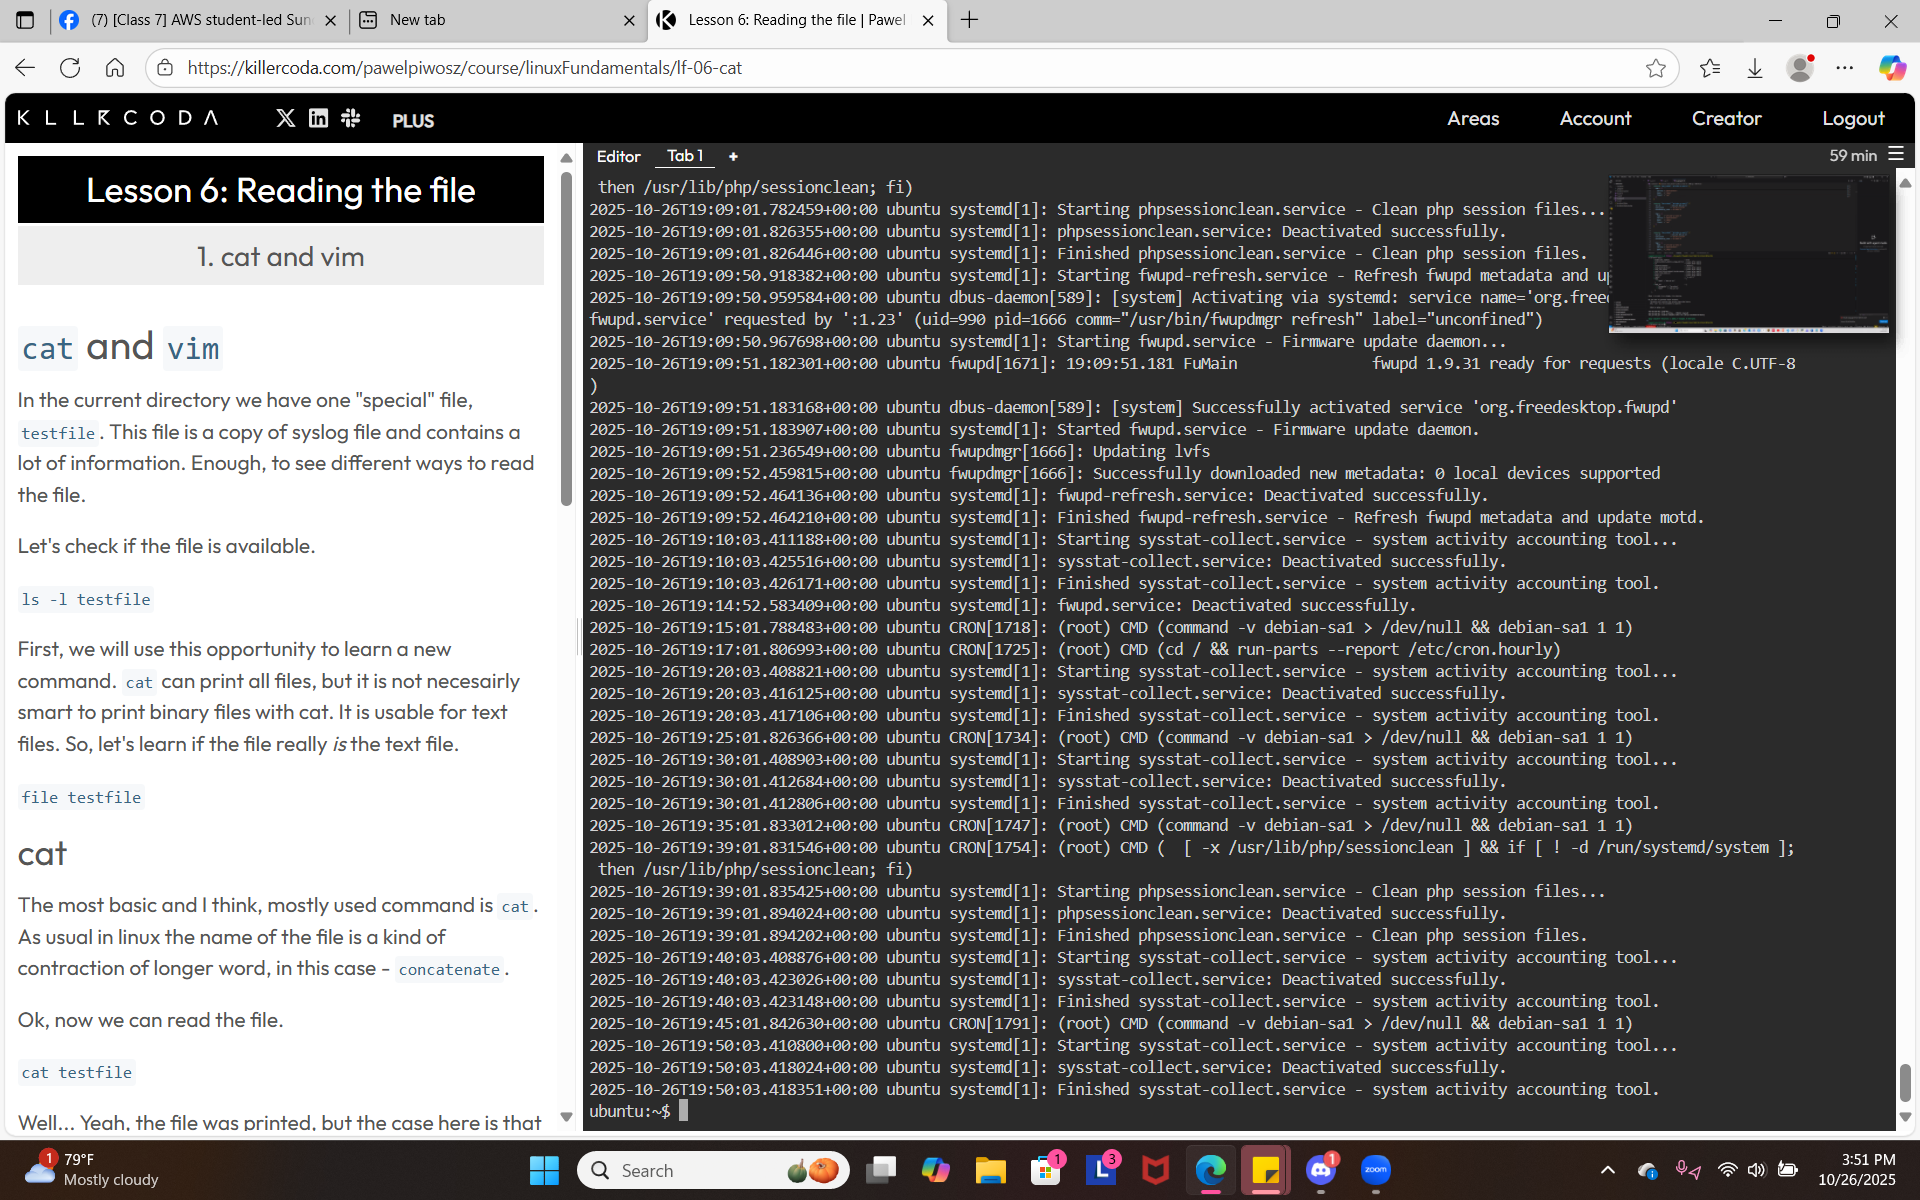 (7) [Class 7] AWS student-led Sun
New tab
Lesson 6: Reading the file | Pawel
https://killercoda.com/pawelpiwosz/course/linuxFundamentals/lf-06-cat
KILLERCODA
PLUS
Areas
Account
Creator
Logout
Lesson 6: Reading the file
1. cat and vim
cat and vim
In the current directory we have one "special" file,
testfile. This file is a copy of syslog file and contains a
lot of information. Enough, to see different ways to read
the file.
Let's check if the file is available.
ls -l testfile
First, we will use this opportunity to learn a new
command. cat can print all files, but it is not necesairly
smart to print binary files with cat. It is usable for text
files. So, let's learn if the file really is the text file.
file testfile
cat
The most basic and I think, mostly used command is cat.
As usual in linux the name of the file is a kind of
contraction of longer word, in this case - concatenate.
Ok, now we can read the file.
cat testfile
Well... Yeah, the file was printed, but the case here is that
Editor
Tab 1
+
59 min
then /usr/lib/php/sessionclean; fi)
2025-10-26T19:09:01.782459+00:00 ubuntu systemd[1]: Starting phpsessionclean.service - Clean php session files...
2025-10-26T19:09:01.826355+00:00 ubuntu systemd[1]: phpsessionclean.service: Deactivated successfully.
2025-10-26T19:09:01.826446+00:00 ubuntu systemd[1]: Finished phpsessionclean.service - Clean php session files.
2025-10-26T19:09:50.918382+00:00 ubuntu systemd[1]: Starting fwupd-refresh.service - Refresh fwupd metadata and up
2025-10-26T19:09:50.959584+00:00 ubuntu dbus-daemon[589]: [system] Activating via systemd: service name='org.freed
fwupd.service' requested by ':1.23' (uid=990 pid=1666 comm="/usr/bin/fwupdmgr refresh" label="unconfined")
2025-10-26T19:09:50.967698+00:00 ubuntu systemd[1]: Starting fwupd.service - Firmware update daemon...
2025-10-26T19:09:51.182301+00:00 ubuntu fwupd[1671]: 19:09:51.181 FuMain               fwupd 1.9.31 ready for requests (locale C.UTF-8
)
2025-10-26T19:09:51.183168+00:00 ubuntu dbus-daemon[589]: [system] Successfully activated service 'org.freedesktop.fwupd'
2025-10-26T19:09:51.183907+00:00 ubuntu systemd[1]: Started fwupd.service - Firmware update daemon.
2025-10-26T19:09:51.236549+00:00 ubuntu fwupdmgr[1666]: Updating lvfs
2025-10-26T19:09:52.459815+00:00 ubuntu fwupdmgr[1666]: Successfully downloaded new metadata: 0 local devices supported
2025-10-26T19:09:52.464136+00:00 ubuntu systemd[1]: fwupd-refresh.service: Deactivated successfully.
2025-10-26T19:09:52.464210+00:00 ubuntu systemd[1]: Finished fwupd-refresh.service - Refresh fwupd metadata and update motd.
2025-10-26T19:10:03.411188+00:00 ubuntu systemd[1]: Starting sysstat-collect.service - system activity accounting tool...
2025-10-26T19:10:03.425516+00:00 ubuntu systemd[1]: sysstat-collect.service: Deactivated successfully.
2025-10-26T19:10:03.426171+00:00 ubuntu systemd[1]: Finished sysstat-collect.service - system activity accounting tool.
2025-10-26T19:14:52.583409+00:00 ubuntu systemd[1]: fwupd.service: Deactivated successfully.
2025-10-26T19:15:01.788483+00:00 ubuntu CRON[1718]: (root) CMD (command -v debian-sa1 > /dev/null && debian-sa1 1 1)
2025-10-26T19:17:01.806993+00:00 ubuntu CRON[1725]: (root) CMD (cd / && run-parts --report /etc/cron.hourly)
2025-10-26T19:20:03.408821+00:00 ubuntu systemd[1]: Starting sysstat-collect.service - system activity accounting tool...
2025-10-26T19:20:03.416125+00:00 ubuntu systemd[1]: sysstat-collect.service: Deactivated successfully.
2025-10-26T19:20:03.417106+00:00 ubuntu systemd[1]: Finished sysstat-collect.service - system activity accounting tool.
2025-10-26T19:25:01.826366+00:00 ubuntu CRON[1734]: (root) CMD (command -v debian-sa1 > /dev/null && debian-sa1 1 1)
2025-10-26T19:30:01.408903+00:00 ubuntu systemd[1]: Starting sysstat-collect.service - system activity accounting tool...
2025-10-26T19:30:01.412684+00:00 ubuntu systemd[1]: sysstat-collect.service: Deactivated successfully.
2025-10-26T19:30:01.412806+00:00 ubuntu systemd[1]: Finished sysstat-collect.service - system activity accounting tool.
2025-10-26T19:35:01.833012+00:00 ubuntu CRON[1747]: (root) CMD (command -v debian-sa1 > /dev/null && debian-sa1 1 1)
2025-10-26T19:39:01.831546+00:00 ubuntu CRON[1754]: (root) CMD (  [ -x /usr/lib/php/sessionclean ] && if [ ! -d /run/systemd/system ];
then /usr/lib/php/sessionclean; fi)
2025-10-26T19:39:01.835425+00:00 ubuntu systemd[1]: Starting phpsessionclean.service - Clean php session files...
2025-10-26T19:39:01.894024+00:00 ubuntu systemd[1]: phpsessionclean.service: Deactivated successfully.
2025-10-26T19:39:01.894202+00:00 ubuntu systemd[1]: Finished phpsessionclean.service - Clean php session files.
2025-10-26T19:40:03.408876+00:00 ubuntu systemd[1]: Starting sysstat-collect.service - system activity accounting tool...
2025-10-26T19:40:03.423026+00:00 ubuntu systemd[1]: sysstat-collect.service: Deactivated successfully.
2025-10-26T19:40:03.423148+00:00 ubuntu systemd[1]: Finished sysstat-collect.service - system activity accounting tool.
2025-10-26T19:45:01.842630+00:00 ubuntu CRON[1791]: (root) CMD (command -v debian-sa1 > /dev/null && debian-sa1 1 1)
2025-10-26T19:50:03.410800+00:00 ubuntu systemd[1]: Starting sysstat-collect.service - system activity accounting tool...
2025-10-26T19:50:03.418024+00:00 ubuntu systemd[1]: sysstat-collect.service: Deactivated successfully.
2025-10-26T19:50:03.418351+00:00 ubuntu systemd[1]: Finished sysstat-collect.service - system activity accounting tool.
ubuntu:~$
1
79°F
Mostly cloudy
Search
1
L
3
1
zoom
3:51 PM
10/26/2025